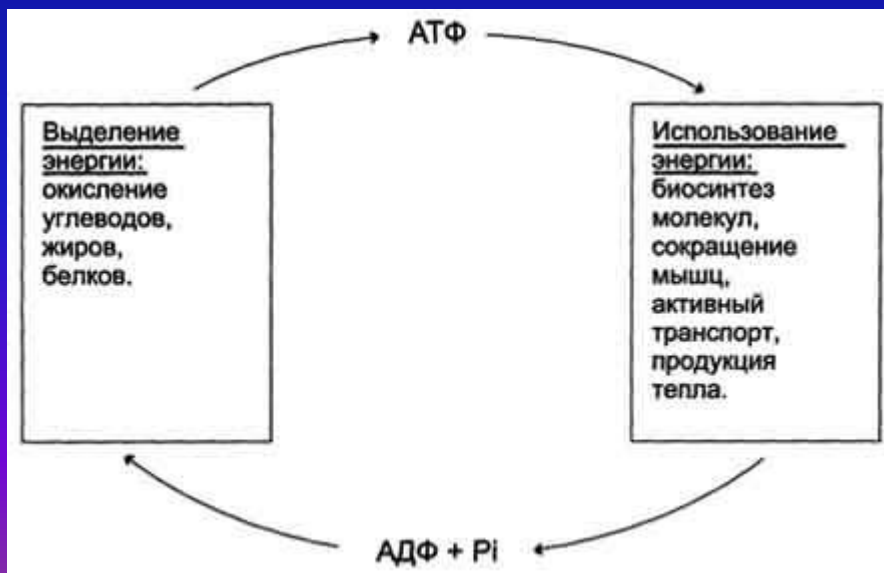 АТФ
Выделение
энергии:
окисление
углеводов,
жиров,
белков.
Использование
энергии:
биосинтез
молекул,
сокращение
мышц,
активный
транспорт,
продукция
тепла.
АДФ + Pi